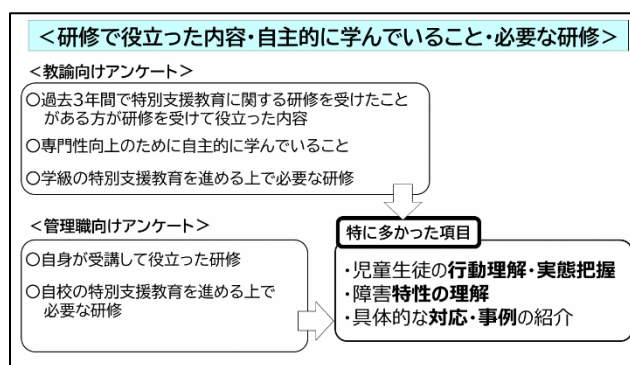 <研修で役立った内容・自主的に学んでいること・必要な研修>
<教諭向けアンケート>
○過去3年間で特別支援教育に関する研修を受けたこと
がある方が研修を受けて役立った内容
○専門性向上のために自主的に学んでいること
○学級の特別支援教育を進める上で必要な研修
<管理職向けアンケート>
○自身が受講して役立った研修
○自校の特別支援教育を進める上で
必要な研修
特に多かった項目
・児童生徒の行動理解・実態把握
・障害特性の理解
・具体的な対応・事例の紹介